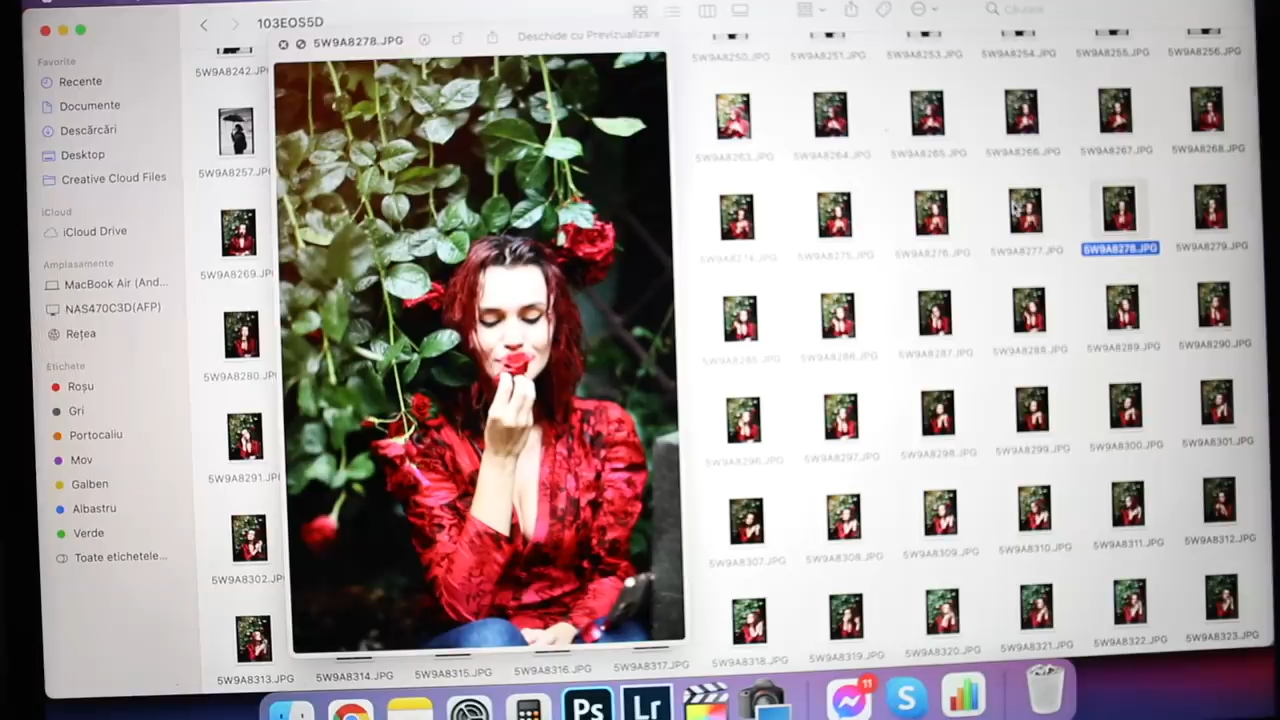 103EOS5D
Căutare
Favorite
Recente
Documente
Descărcări
Desktop
Creative Cloud Files
iCloud
iCloud Drive
Amplasamente
MacBook Air (And...
NAS470C3D(AFP)
Rețea
Etichete
Roșu
Gri
Portocaliu
Mov
Galben
Albastru
Verde
Toate etichetele...
5W9A8278.JPG
Deschide cu Previzualizare
5W9A8242.JPG
5W9A8250.JPG 5W9A8251.JPG 5W9A8253.JPG 5W9A8254.JPG 5W9A8255.JPG 5W9A8256.JPG
5W9A8257.JPG
5W9A8263.JPG 5W9A8264.JPG 5W9A8265.JPG 5W9A8266.JPG 5W9A8267.JPG 5W9A8268.JPG
5W9A8269.JPG
5W9A8274.JPG 5W9A8275.JPG 5W9A8276.JPG 5W9A8277.JPG 5W9A8278.JPG 5W9A8279.JPG
5W9A8280.JPG
5W9A8285.JPG 5W9A8286.JPG 5W9A8287.JPG 5W9A8288.JPG 5W9A8289.JPG 5W9A8290.JPG
5W9A8291.JPG
5W9A8296.JPG 5W9A8297.JPG 5W9A8298.JPG 5W9A8299.JPG 5W9A8300.JPG 5W9A8301.JPG
5W9A8302.JPG
5W9A8307.JPG 5W9A8308.JPG 5W9A8309.JPG 5W9A8310.JPG 5W9A8311.JPG 5W9A8312.JPG
5W9A8313.JPG 5W9A8314.JPG 5W9A8315.JPG 5W9A8316.JPG 5W9A8317.JPG 5W9A8318.JPG 5W9A8319.JPG 5W9A8320.JPG 5W9A8321.JPG 5W9A8322.JPG 5W9A8323.JPG
Ps
Lr
11
S